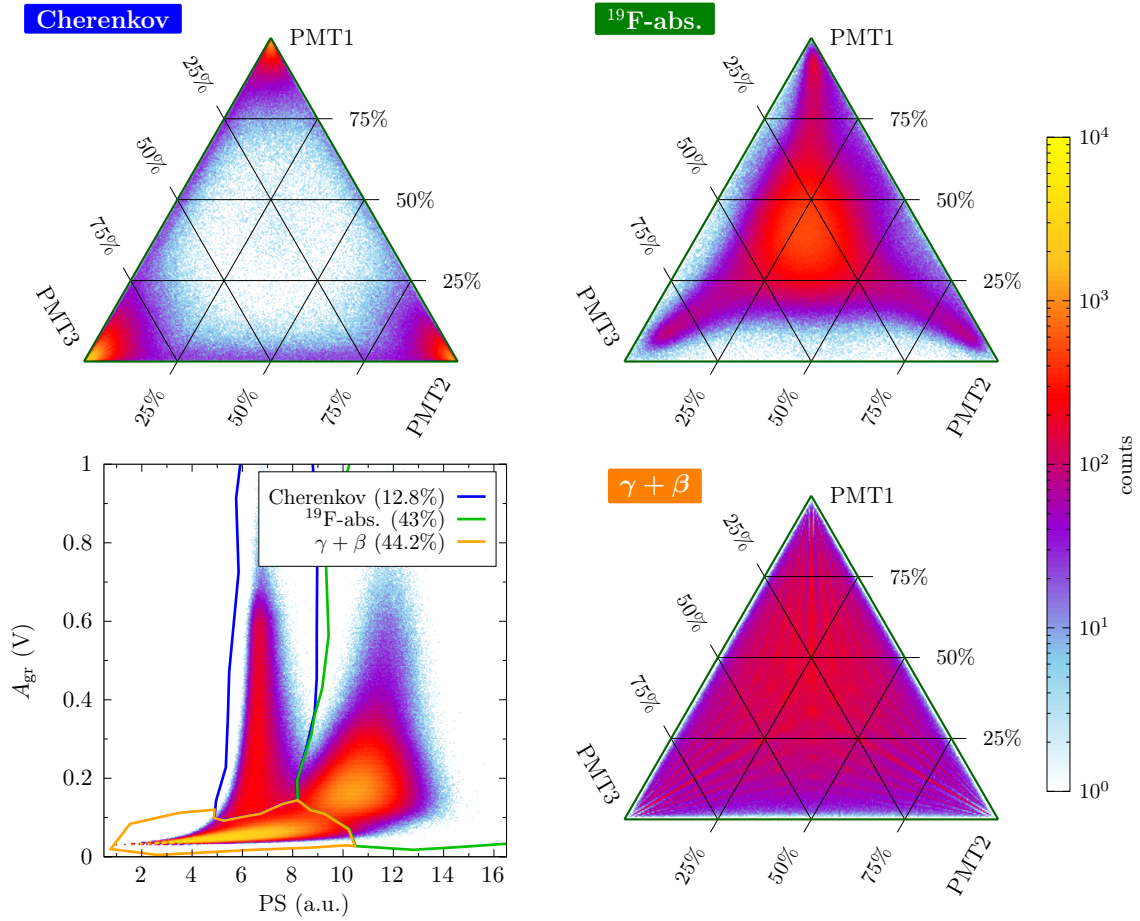 Cherenkov
PMT1
25%
50%
75%
75%
50%
25%
PMT3
PMT2
25%
50%
75%
¹⁹F-abs.
PMT1
25%
50%
75%
75%
50%
25%
PMT3
PMT2
25%
50%
75%
10⁴
10³
10²
10¹
10⁰
counts
Cherenkov (12.8%)
¹⁹F-abs. (43%)
γ + β (44.2%)
1
0.8
0.6
0.4
0.2
0
A_gr (V)
2 4 6 8 10 12 14 16
PS (a.u.)
γ + β
PMT1
25%
50%
75%
75%
50%
25%
PMT3
PMT2
25%
50%
75%